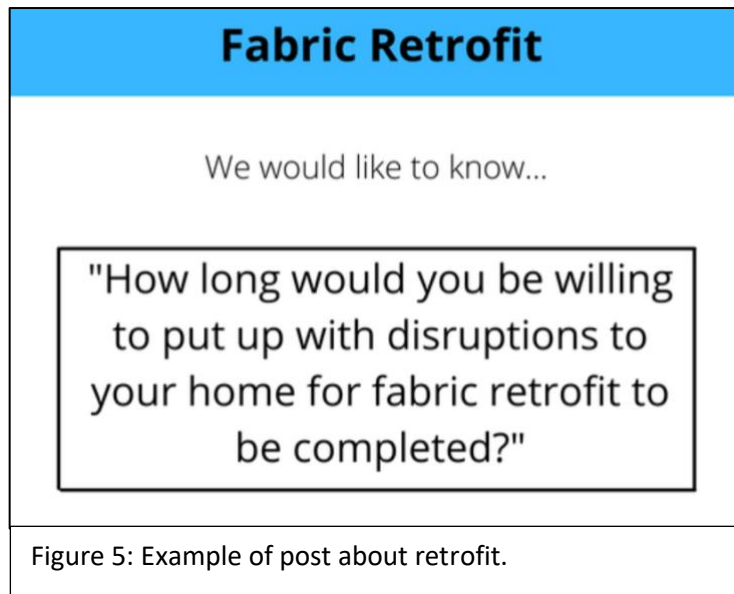 Fabric Retrofit
We would like to know...
"How long would you be willing
to put up with disruptions to
your home for fabric retrofit to
be completed?"
Figure 5: Example of post about retrofit.